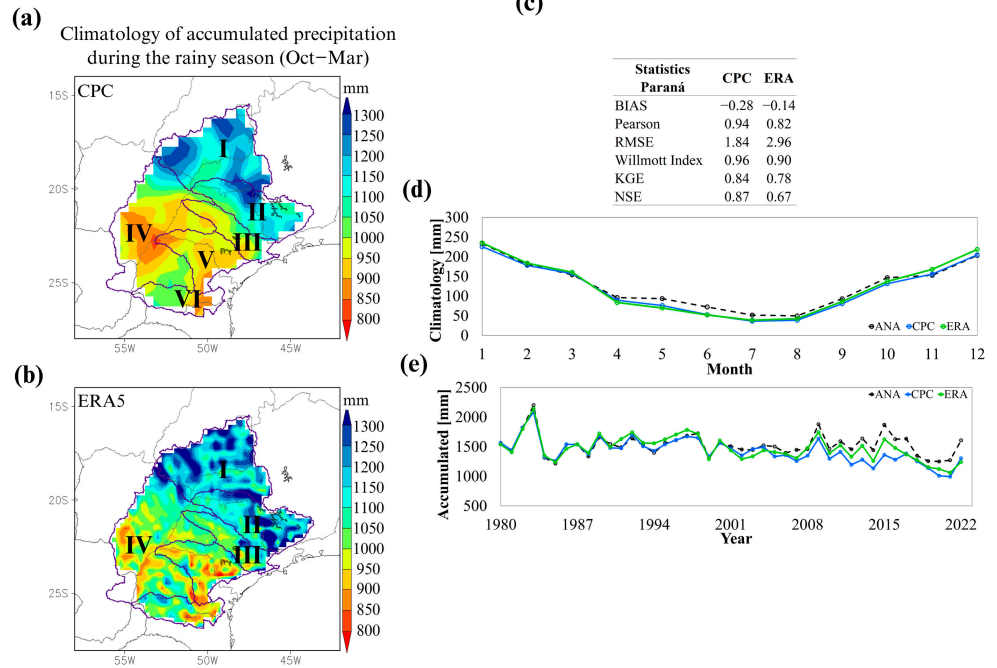 (a)
Climatology of accumulated precipitation
during the rainy season (Oct−Mar)
CPC
mm
15S
20S
25S
55W
50W
45W
1300
1250
1200
1150
1100
1050
1000
950
900
850
800
I
II
III
IV
V
VI
(b)
ERA5
mm
15S
20S
25S
55W
50W
45W
1300
1250
1200
1150
1100
1050
1000
950
900
850
800
I
II
III
IV
(c)
Statistics Paraná CPC ERA
BIAS −0.28 −0.14
Pearson 0.94 0.82
RMSE 1.84 2.96
Willmott Index 0.96 0.90
KGE 0.84 0.78
NSE 0.87 0.67
(d)
Climatology [mm]
300
250
200
150
100
50
0
1 2 3 4 5 6 7 8 9 10 11 12
Month
ANA CPC ERA
(e)
Accumulated [mm]
2500
2000
1500
1000
500
1980 1987 1994 2001 2008 2015 2022
Year
ANA CPC ERA